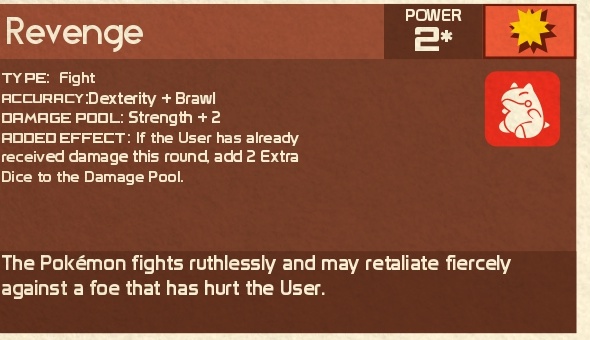 Revenge
POWER
2*
TYPE: Fight
ACCURACY:Dexterity + Brawl
DAMAGE POOL: Strength + 2
ADDED EFFECT: If the User has already
received damage this round, add 2 Extra
Dice to the Damage Pool.
The Pokémon fights ruthlessly and may retaliate fiercely
against a foe that has hurt the User.